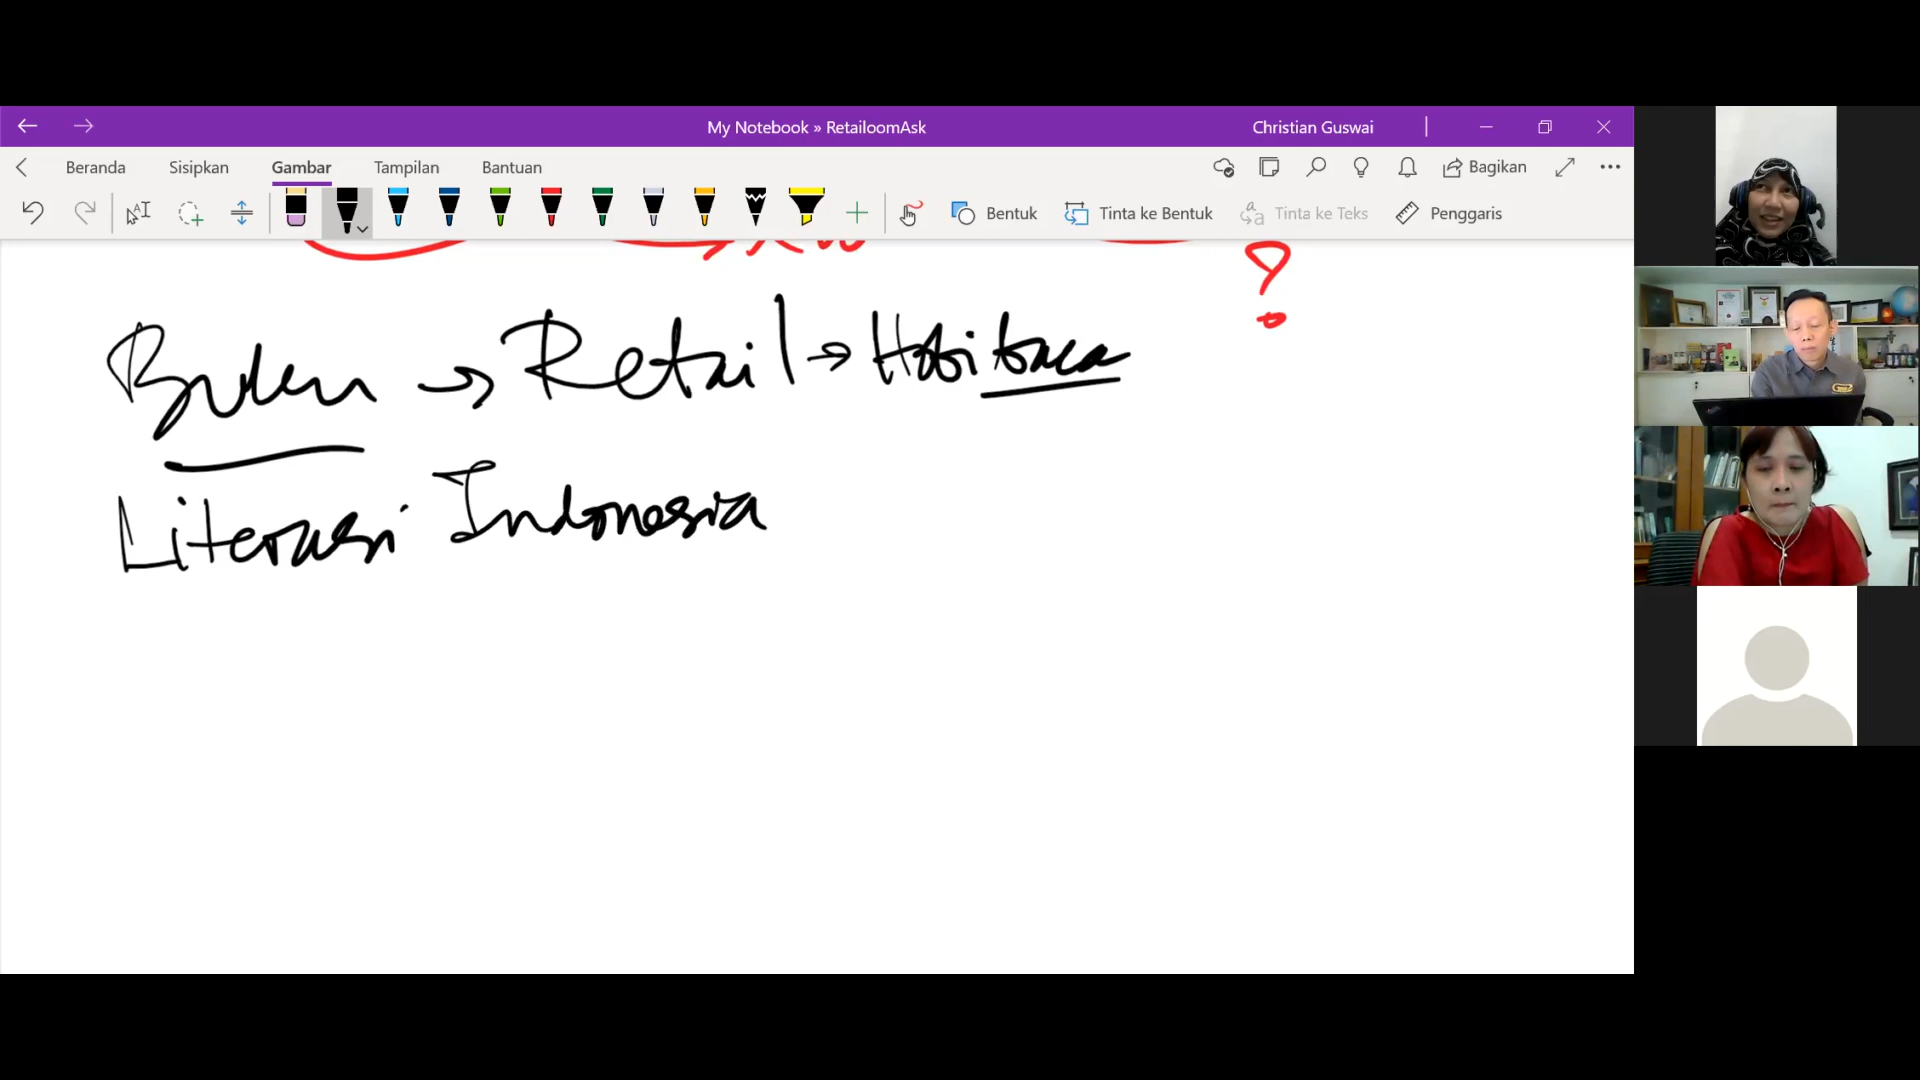 My Notebook » RetailoomAsk
Christian Guswai
Beranda Sisipkan Gambar Tampilan Bantuan
Bagikan
Bentuk Tinta ke Bentuk Tinta ke Teks Penggaris
?
→ Retail → Hobi baca
Literasi Indonesia